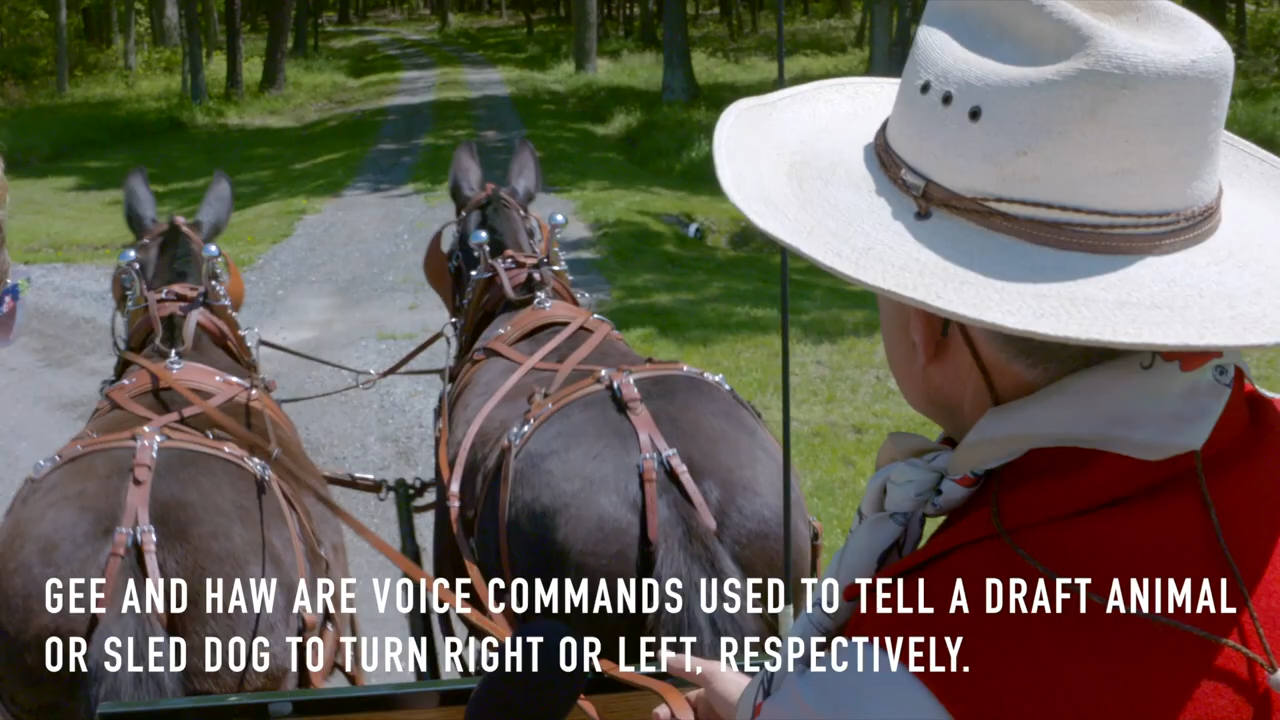 GEE AND HAW ARE VOICE COMMANDS USED TO TELL A DRAFT ANIMAL
OR SLED DOG TO TURN RIGHT OR LEFT, RESPECTIVELY.